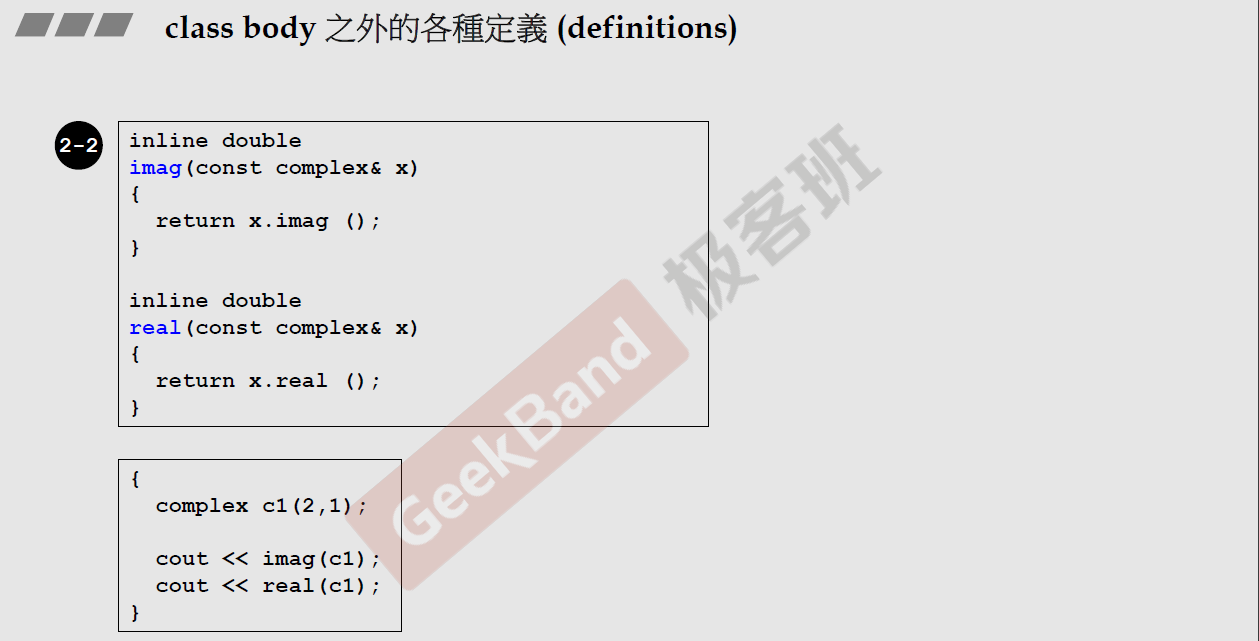 class body 之外的各種定義 (definitions)
2-2
inline double
imag(const complex& x)
{
  return x.imag ();
}
inline double
real(const complex& x)
{
  return x.real ();
}
{
  complex c1(2,1);
  cout << imag(c1);
  cout << real(c1);
}
GeekBand 极客班